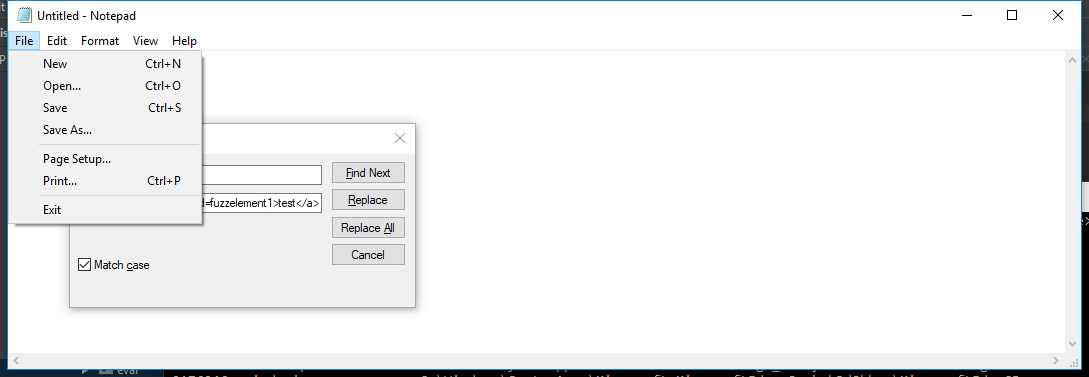 Untitled - Notepad
File Edit Format View Help
New Ctrl+N
Open... Ctrl+O
Save Ctrl+S
Save As...
Page Setup...
Print... Ctrl+P
Exit
Find Next
=fuzzelement1>test</a>
Replace
Replace All
Cancel
Match case
eval